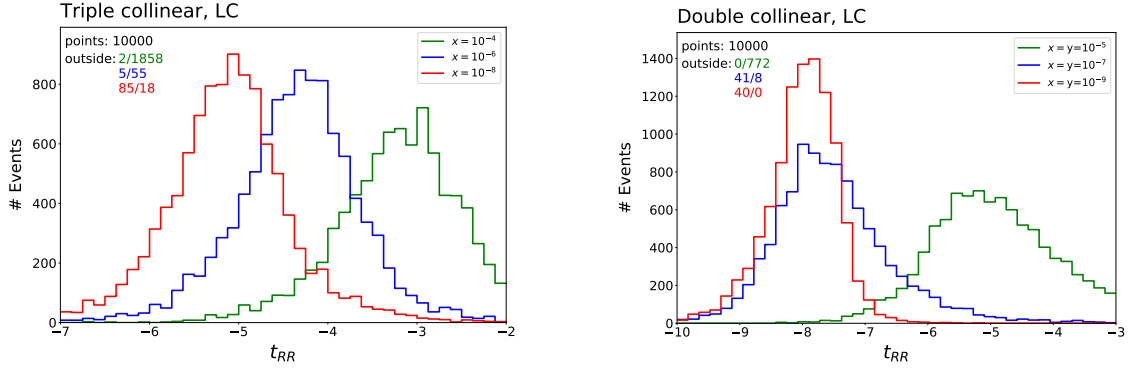 Triple collinear, LC
points: 10000
outside: 2/1858
5/55
85/18
x = 10⁻⁴
x = 10⁻⁶
x = 10⁻⁸
# Events
0
200
400
600
800
−7
−6
−5
−4
−3
−2
t_RR
Double collinear, LC
points: 10000
outside: 0/772
41/8
40/0
x = y=10⁻⁵
x = y=10⁻⁷
x = y=10⁻⁹
# Events
0
200
400
600
800
1000
1200
1400
−10
−9
−8
−7
−6
−5
−4
−3
t_RR